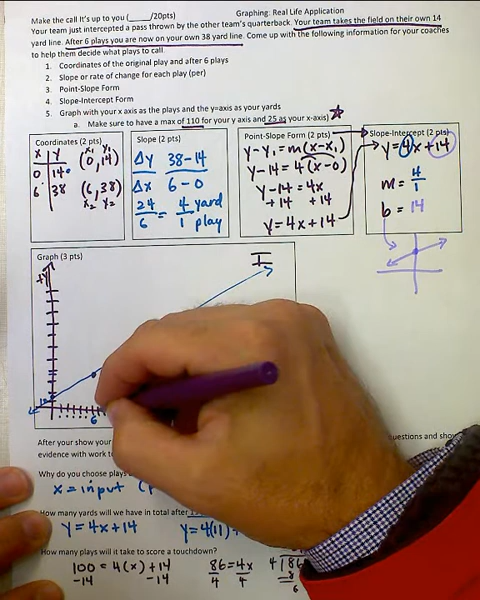 Make the call It's up to you (_____/20pts) Graphing: Real Life Application
Your team just intercepted a pass thrown by the other team's quarterback. Your team takes the field on their own 14
yard line. After 6 plays you are now on your own 38 yard line. Come up with the following information for your coaches
to help them decide what plays to call.
1. Coordinates of the original play and after 6 plays
2. Slope or rate of change for each play (per)
3. Point-Slope Form
4. Slope-Intercept Form
5. Graph with your x axis as the plays and the y=axis as your yards
a. Make sure to have a max of 110 for your y axis and 25 as your x-axis)
Coordinates (2 pts)
X Y
0 14
6 38
x₁ y₁
(0,14)
(6,38)
x₂ y₂
Slope (2 pts)
ΔY 38-14
ΔX 6-0
24 = 4 yard
6 1 play
Point-Slope Form (2 pts)
y-y₁=m(x-x₁)
y-14=4(x-0)
y-14=4x
+14 +14
y=4x+14
Slope-Intercept (2 pts)
y=4x+14
m= 4/1
b= 14
Graph (3 pts)
I
+Y
6
After your show your
uestions and
evidence with work
Why do you choose plays
x=input
How many yards will we have in total after
y=4x+14 y=4(11)+
How many plays will it take to score a touchdown?
100=4(x)+14 86=4x 4)86
-14 -14 4 4 8
6